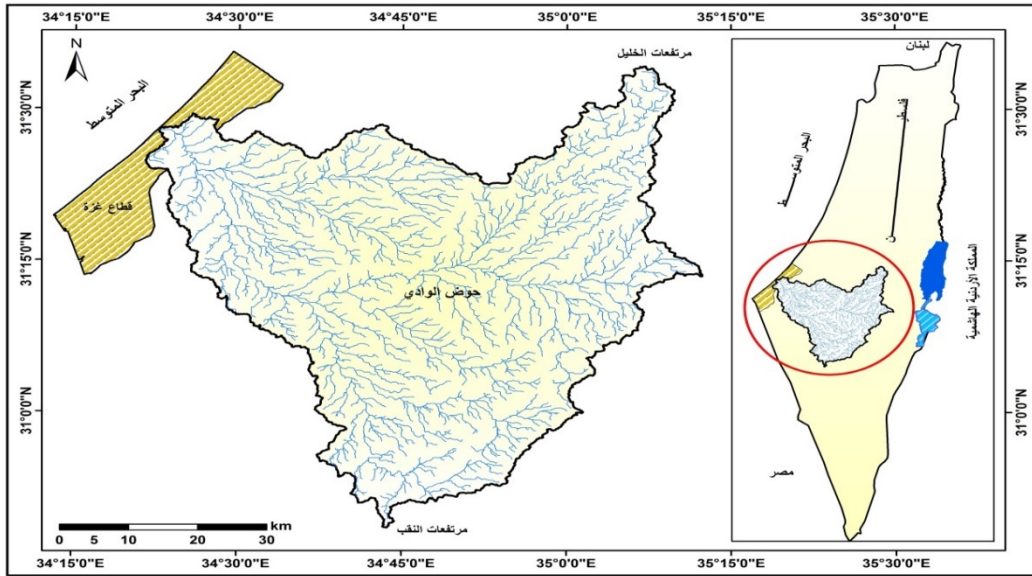 34°15'0"E 34°30'0"E 34°45'0"E 35°0'0"E 35°15'0"E 35°30'0"E
N
مرتفعات الخليل
لبنان
31°30'0"N
31°30'0"N
البحر المتوسط
فلسطيــــن
البحر المتوســـط
قطاع غزة
31°15'0"N
31°15'0"N
حوض الوادي
المملكة الأردنية الهاشمية
31°0'0"N
31°0'0"N
مصر
km
مرتفعات النقب
0 5 10 20 30
34°15'0"E 34°30'0"E 34°45'0"E 35°0'0"E 35°15'0"E 35°30'0"E